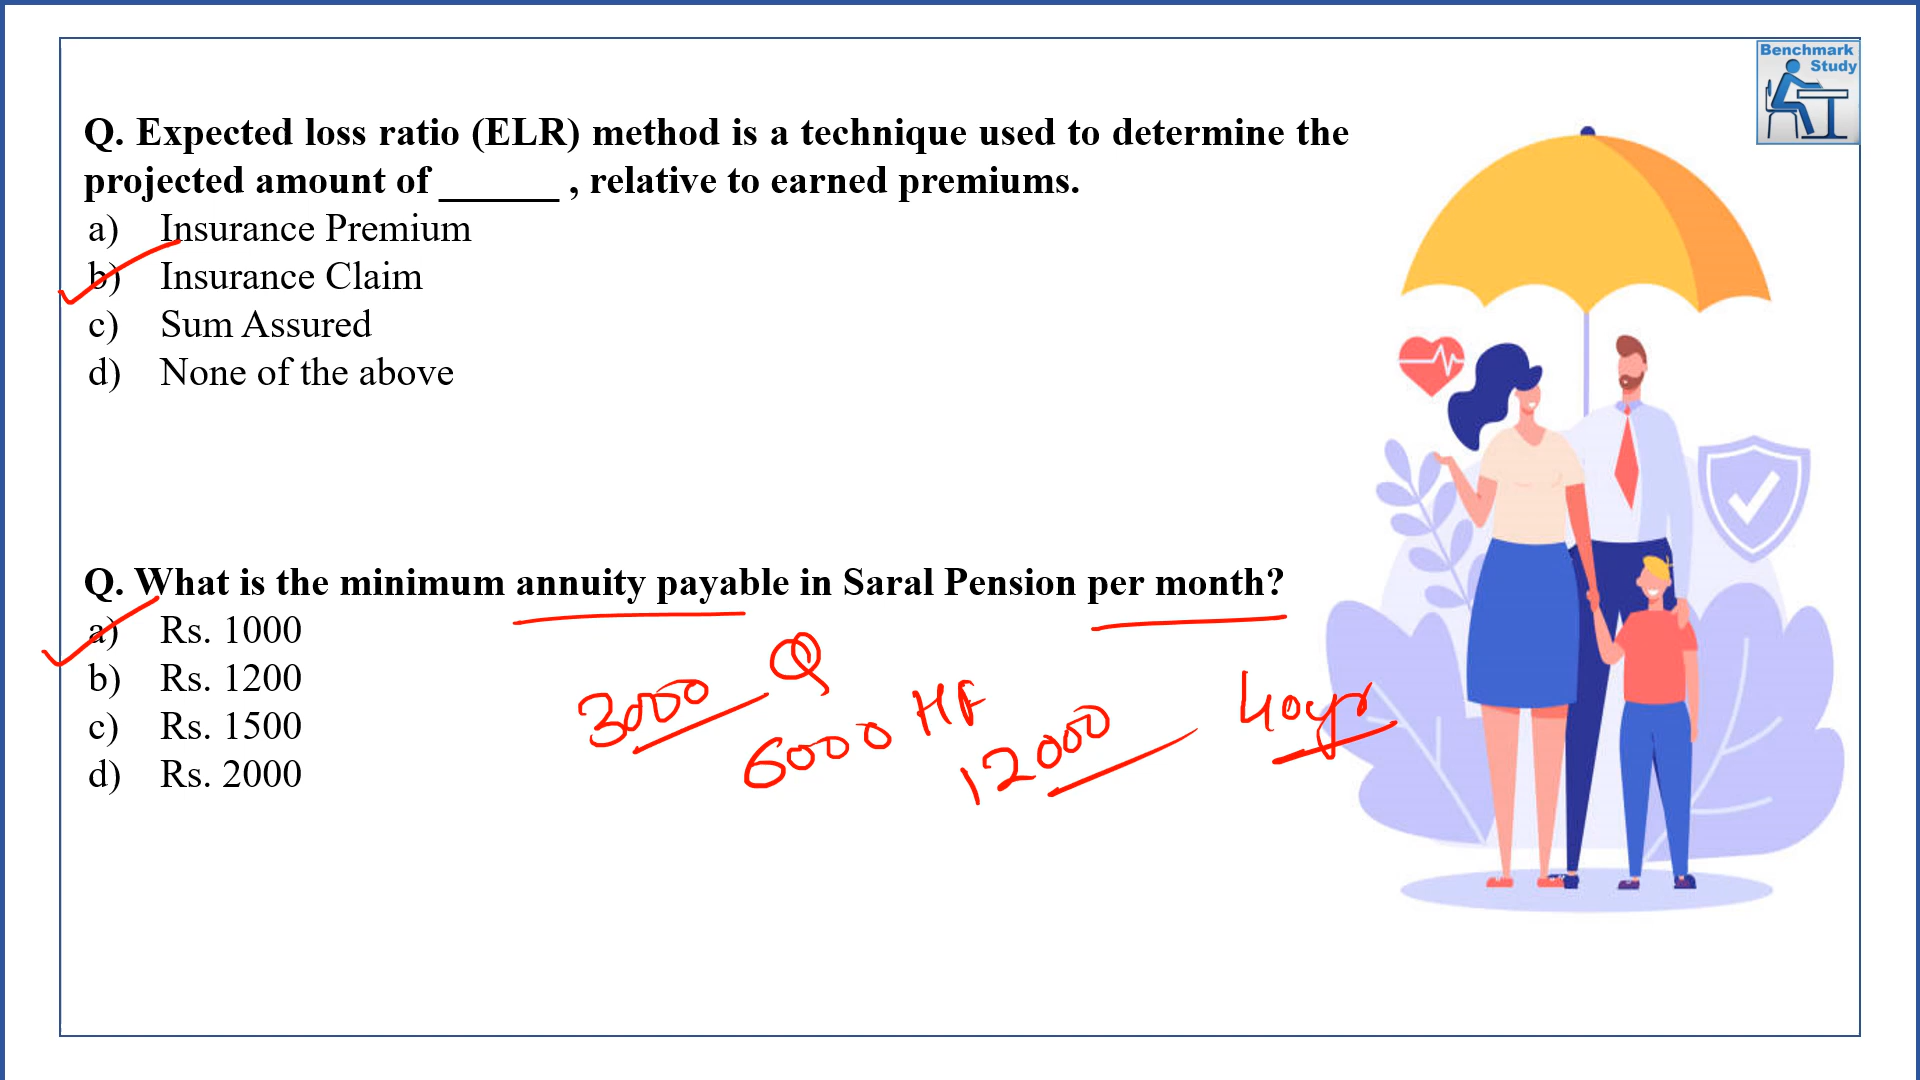 Benchmark
Study
Q. Expected loss ratio (ELR) method is a technique used to determine the
projected amount of ______ , relative to earned premiums.
a) Insurance Premium
b) Insurance Claim
c) Sum Assured
d) None of the above
Q. What is the minimum annuity payable in Saral Pension per month?
a) Rs. 1000
b) Rs. 1200
c) Rs. 1500
d) Rs. 2000
3000 Q
6000 HF
12000
40yr